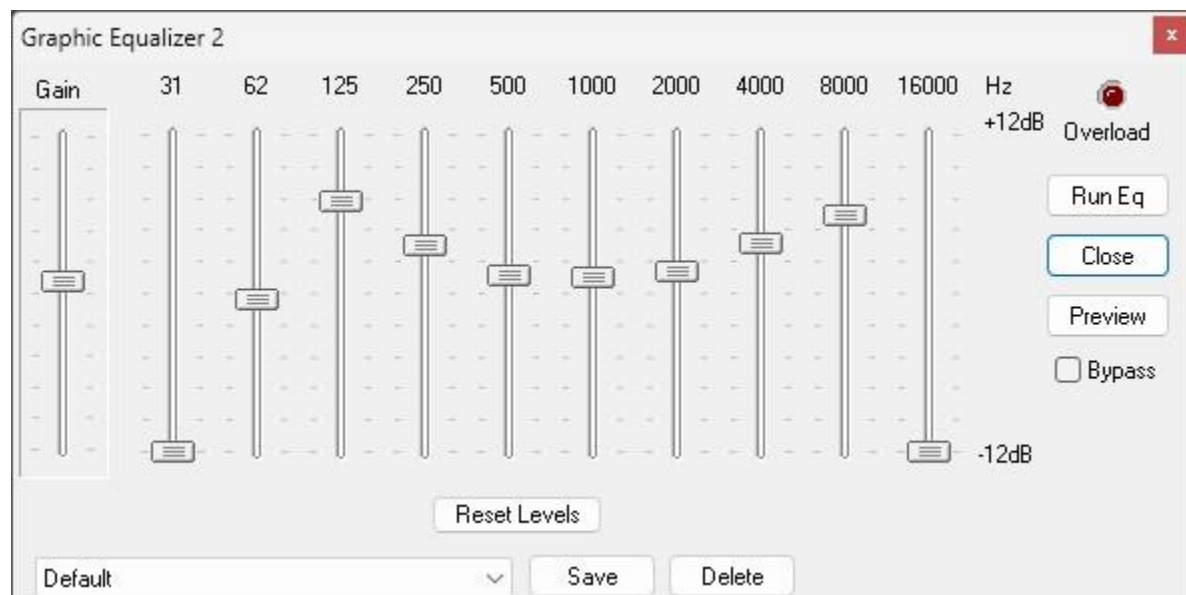 Graphic Equalizer 2
x
Gain 31 62 125 250 500 1000 2000 4000 8000 16000 Hz
+12dB
Overload
Run Eq
Close
Preview
Bypass
-12dB
Reset Levels
Default Save Delete